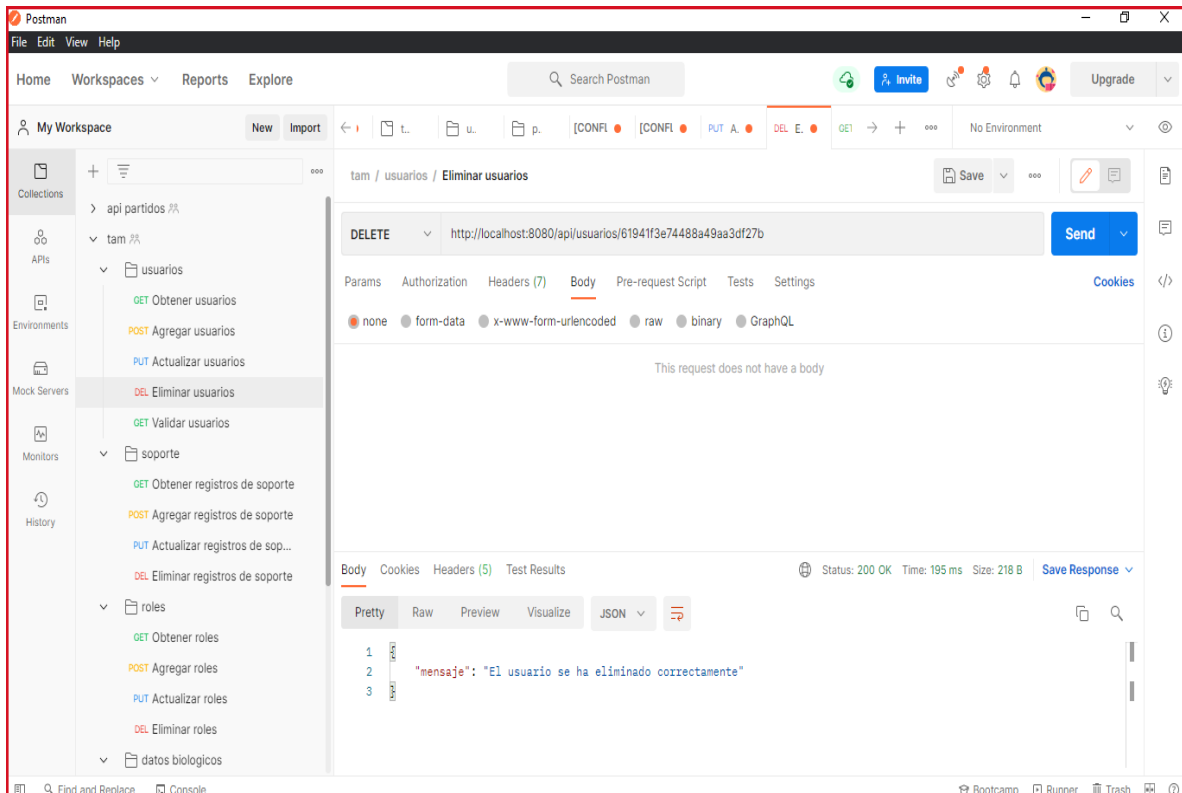 Postman
File Edit View Help
Home Workspaces Reports Explore Search Postman Invite Upgrade
My Workspace New Import t.. u.. p. [CONFL [CONFL PUT A. DEL E. GET No Environment
Collections
APIs
Environments
Mock Servers
Monitors
History
api partidos
tam
usuarios
GET Obtener usuarios
POST Agregar usuarios
PUT Actualizar usuarios
DEL Eliminar usuarios
GET Validar usuarios
soporte
GET Obtener registros de soporte
POST Agregar registros de soporte
PUT Actualizar registros de sop...
DEL Eliminar registros de soporte
roles
GET Obtener roles
POST Agregar roles
PUT Actualizar roles
DEL Eliminar roles
datos biologicos
tam / usuarios / Eliminar usuarios Save
DELETE http://localhost:8080/api/usuarios/61941f3e74488a49aa3df27b Send
Params Authorization Headers (7) Body Pre-request Script Tests Settings Cookies
none form-data x-www-form-urlencoded raw binary GraphQL
This request does not have a body
Body Cookies Headers (5) Test Results Status: 200 OK Time: 195 ms Size: 218 B Save Response
Pretty Raw Preview Visualize JSON
1 {
2 "mensaje": "El usuario se ha eliminado correctamente"
3 }
Find and Replace Console Bootcamp Runner Trash